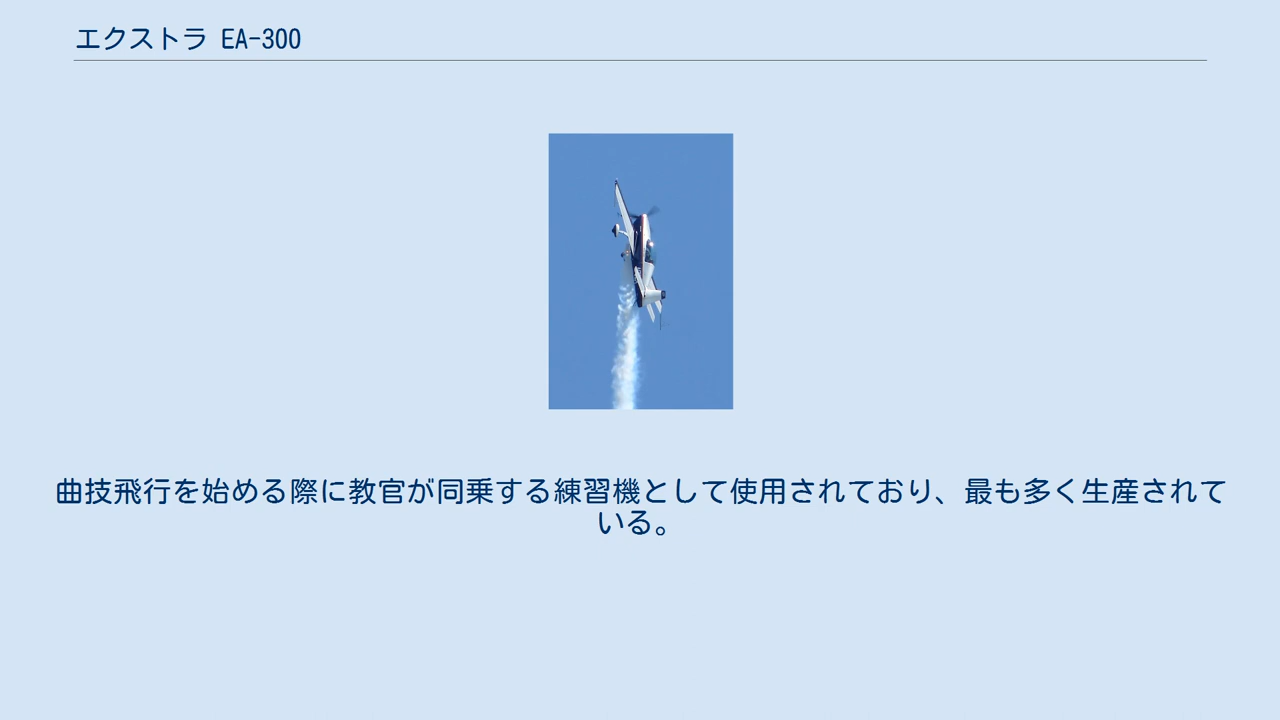 エクストラ EA-300
曲技飛行を始める際に教官が同乗する練習機として使用されており、最も多く生産されて
いる。